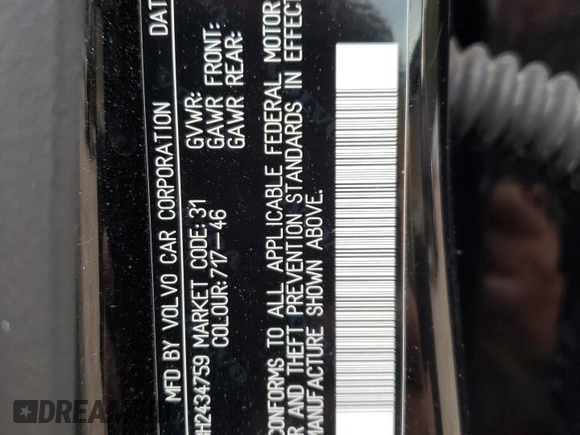 MFD BY VOLVO CAR CORPORATION DAT
GVWR:
GAWR FRONT:
GAWR REAR:
H2434759 MARKET CODE: 31
COLOUR: 717-46
CONFORMS TO ALL APPLICABLE FEDERAL MOTOR
R AND THEFT PREVENTION STANDARDS IN EFFECT
MANUFACTURE SHOWN ABOVE.
DREAM